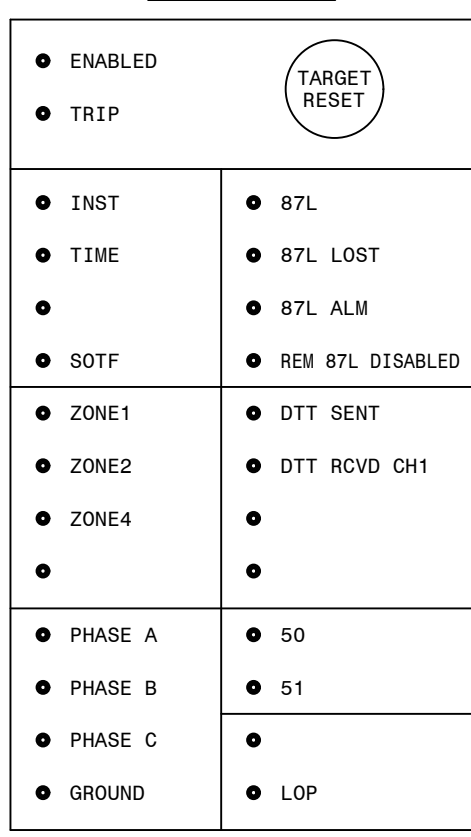 ENABLED
TRIP
TARGET
RESET
INST
TIME
SOTF
87L
87L LOST
87L ALM
REM 87L DISABLED
ZONE1
ZONE2
ZONE4
DTT SENT
DTT RCVD CH1
PHASE A
PHASE B
PHASE C
GROUND
50
51
LOP